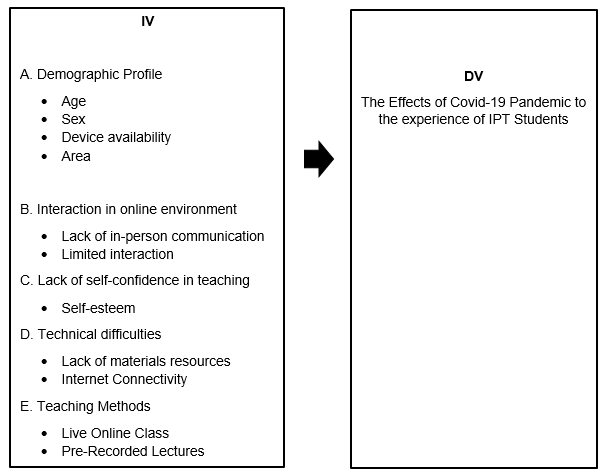 IV
A. Demographic Profile
• Age
• Sex
• Device availability
• Area
B. Interaction in online environment
• Lack of in-person communication
• Limited interaction
C. Lack of self-confidence in teaching
• Self-esteem
D. Technical difficulties
• Lack of materials resources
• Internet Connectivity
E. Teaching Methods
• Live Online Class
• Pre-Recorded Lectures
DV
The Effects of Covid-19 Pandemic to
the experience of IPT Students